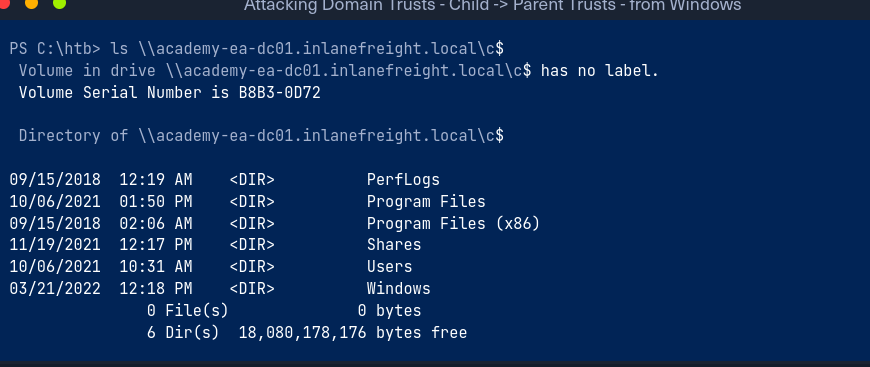 Attacking Domain Trusts - Child -> Parent Trusts - from Windows
PS C:\htb> ls \\academy-ea-dc01.inlanefreight.local\c$
 Volume in drive \\academy-ea-dc01.inlanefreight.local\c$ has no label.
 Volume Serial Number is B8B3-0D72
 Directory of \\academy-ea-dc01.inlanefreight.local\c$
09/15/2018  12:19 AM    <DIR>          PerfLogs
10/06/2021  01:50 PM    <DIR>          Program Files
09/15/2018  02:06 AM    <DIR>          Program Files (x86)
11/19/2021  12:17 PM    <DIR>          Shares
10/06/2021  10:31 AM    <DIR>          Users
03/21/2022  12:18 PM    <DIR>          Windows
               0 File(s)              0 bytes
               6 Dir(s)  18,080,178,176 bytes free